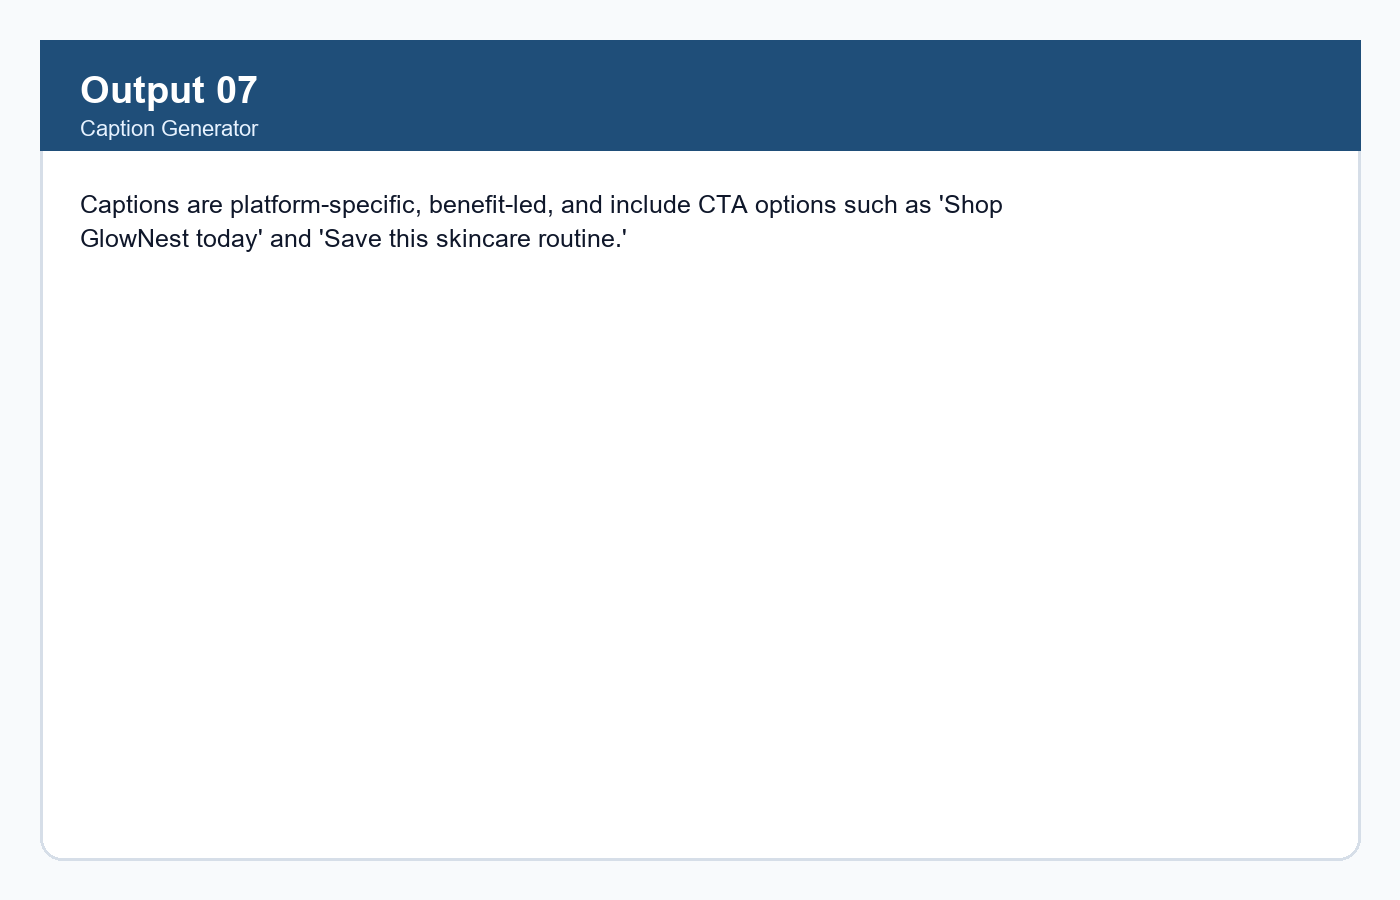 Output 07
Caption Generator
Captions are platform-specific, benefit-led, and include CTA options such as 'Shop
GlowNest today' and 'Save this skincare routine.'